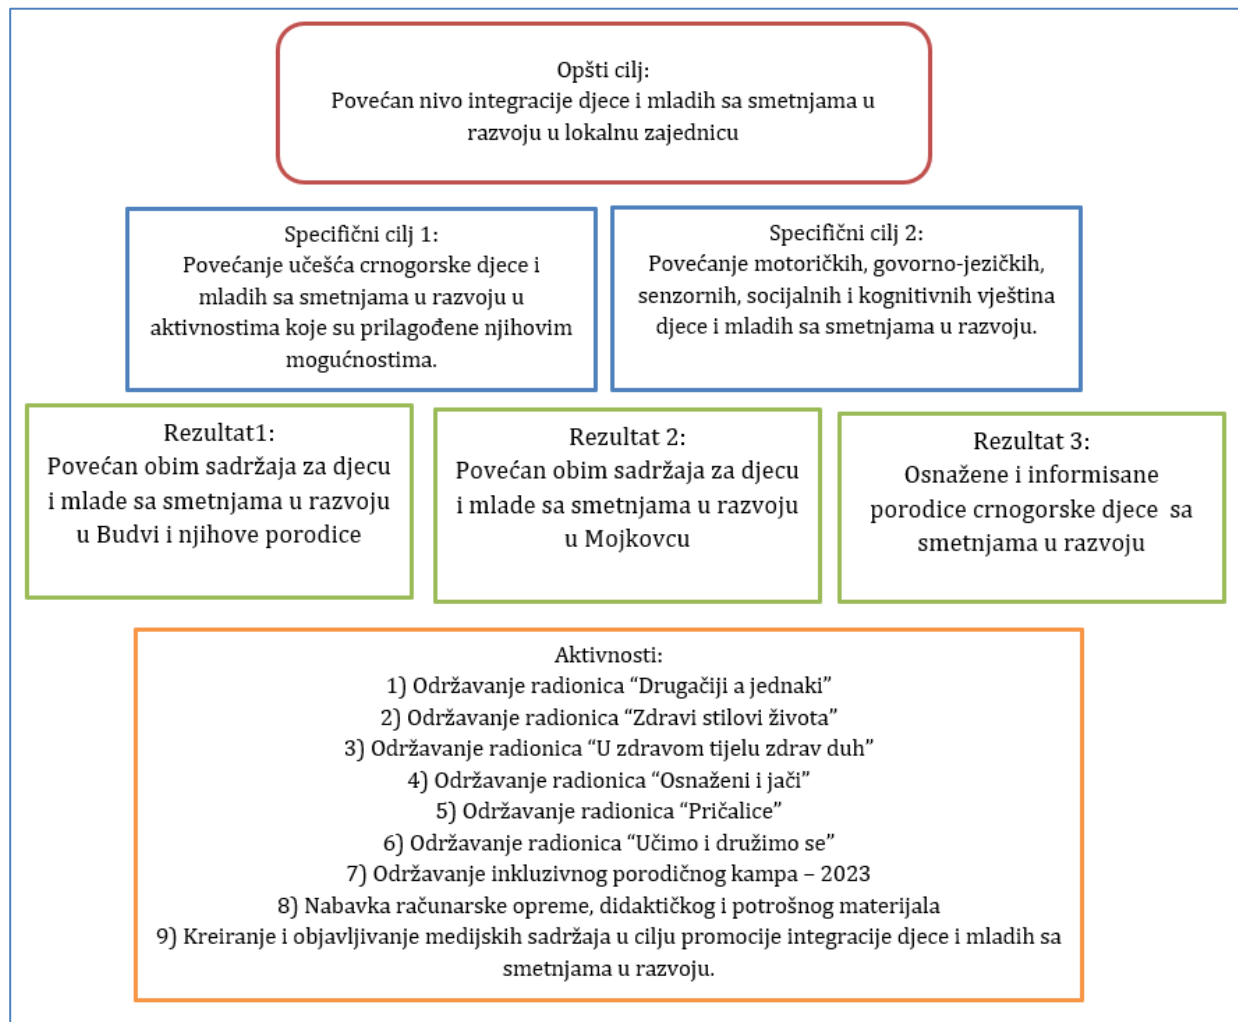 Opšti cilj:
Povećan nivo integracije djece i mladih sa smetnjama u
razvoju u lokalnu zajednicu
Specifični cilj 1:
Povećanje učešća crnogorske djece i
mladih sa smetnjama u razvoju u
aktivnostima koje su prilagođene njihovim
mogućnostima.
Specifični cilj 2:
Povećanje motoričkih, govorno-jezičkih,
senzornih, socijalnih i kognitivnih vještina
djece i mladih sa smetnjama u razvoju.
Rezultat1:
Povećan obim sadržaja za djecu
i mlade sa smetnjama u razvoju
u Budvi i njihove porodice
Rezultat 2:
Povećan obim sadržaja za djecu
i mlade sa smetnjama u razvoju
u Mojkovcu
Rezultat 3:
Osnažene i informisane
porodice crnogorske djece  sa
smetnjama u razvoju
Aktivnosti:
1) Održavanje radionica “Drugačiji a jednaki”
2) Održavanje radionica “Zdravi stilovi života”
3) Održavanje radionica “U zdravom tijelu zdrav duh”
4) Održavanje radionica “Osnaženi i jači”
5) Održavanje radionica “Pričalice”
6) Održavanje radionica “Učimo i družimo se”
7) Održavanje inkluzivnog porodičnog kampa – 2023
8) Nabavka računarske opreme, didaktičkog i potrošnog materijala
9) Kreiranje i objavljivanje medijskih sadržaja u cilju promocije integracije djece i mladih sa
smetnjama u razvoju.